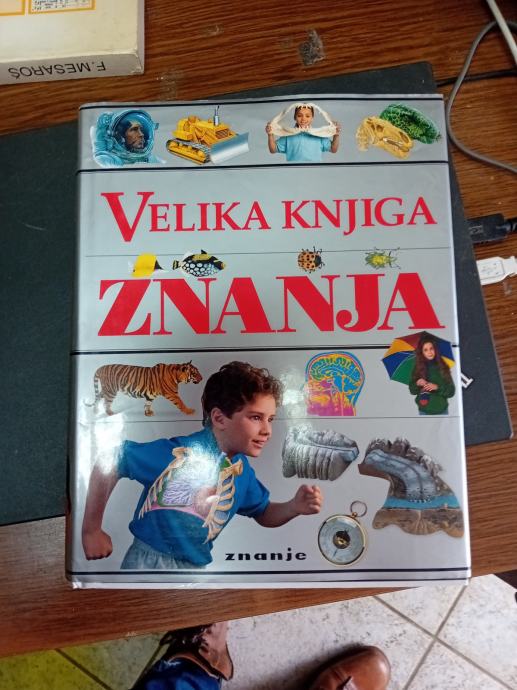 F. MESAROŠ
VELIKA KNJIGA
ZNANJA
znanje